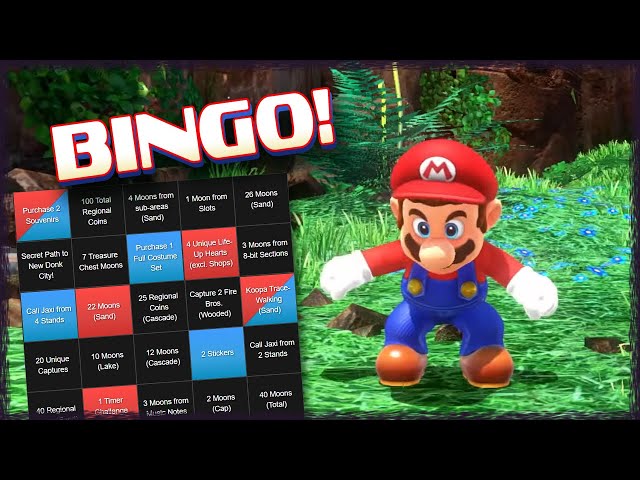 BINGO!
M
Purchase 2
Souvenirs
100 Total
Regional
Coins
4 Moons from
sub-areas
(Sand)
1 Moon from
Slots
26 Moons
(Sand)
Secret Path to
New Donk
City!
7 Treasure
Chest Moons
Purchase 1
Full Costume
Set
4 Unique Life-
Up Hearts
(excl. Shops)
3 Moons from
8-bit Sections
Call Jaxi from
4 Stands
22 Moons
(Sand)
25 Regional
Coins
(Cascade)
Capture 2 Fire
Bros.
(Wooded)
Koopa Trace-
Walking
(Sand)
20 Unique
Captures
10 Moons
(Lake)
12 Moons
(Cascade)
2 Stickers
Call Jaxi from
2 Stands
40 Regional
1 Timer
Challenge
3 Moons from
Music Notes
2 Moons
(Cap)
40 Moons
(Total)